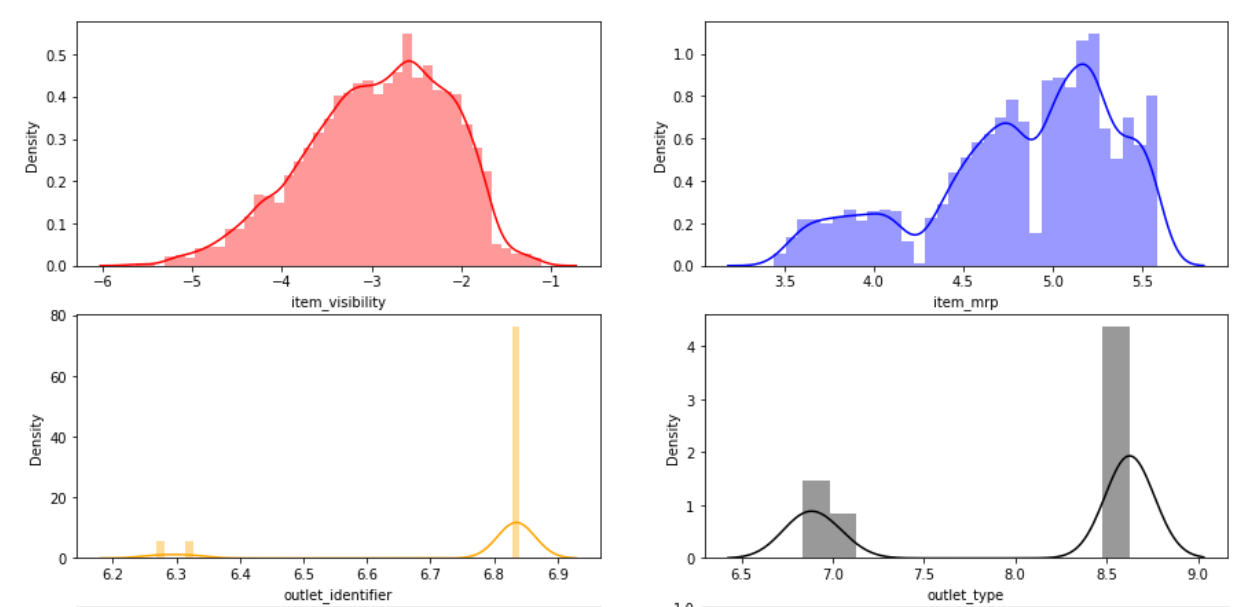 Density
0.5
0.4
0.3
0.2
0.1
0.0
−6 −5 −4 −3 −2 −1
item_visibility
Density
1.0
0.8
0.6
0.4
0.2
0.0
3.5 4.0 4.5 5.0 5.5
item_mrp
Density
80
60
40
20
0
6.2 6.3 6.4 6.5 6.6 6.7 6.8 6.9
outlet_identifier
Density
4
3
2
1
0
6.5 7.0 7.5 8.0 8.5 9.0
outlet_type